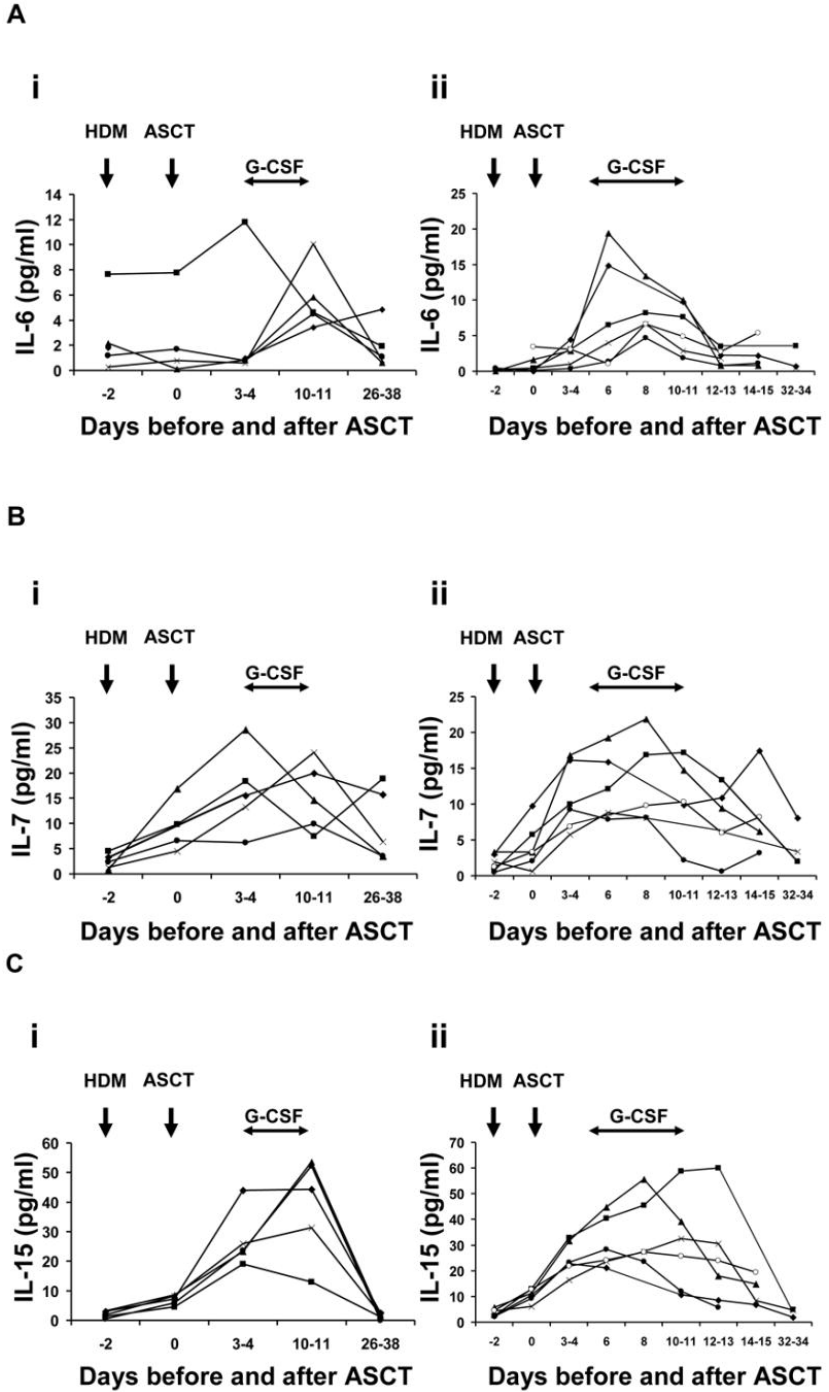 A
i
HDM ASCT
G-CSF
14
12
10
8
6
4
2
0
IL-6 (pg/ml)
-2 0 3-4 10-11 26-38
Days before and after ASCT
ii
HDM ASCT
G-CSF
25
20
15
10
5
0
IL-6 (pg/ml)
-2 0 3-4 6 8 10-11 12-13 14-15 32-34
Days before and after ASCT
B
i
HDM ASCT
G-CSF
35
30
25
20
15
10
5
0
IL-7 (pg/ml)
-2 0 3-4 10-11 26-38
Days before and after ASCT
ii
HDM ASCT
G-CSF
25
20
15
10
5
0
IL-7 (pg/ml)
-2 0 3-4 6 8 10-11 12-13 14-15 32-34
Days before and after ASCT
C
i
HDM ASCT
G-CSF
60
50
40
30
20
10
0
IL-15 (pg/ml)
-2 0 3-4 10-11 26-38
Days before and after ASCT
ii
HDM ASCT
G-CSF
70
60
50
40
30
20
10
0
IL-15 (pg/ml)
-2 0 3-4 6 8 10-11 12-13 14-15 32-34
Days before and after ASCT